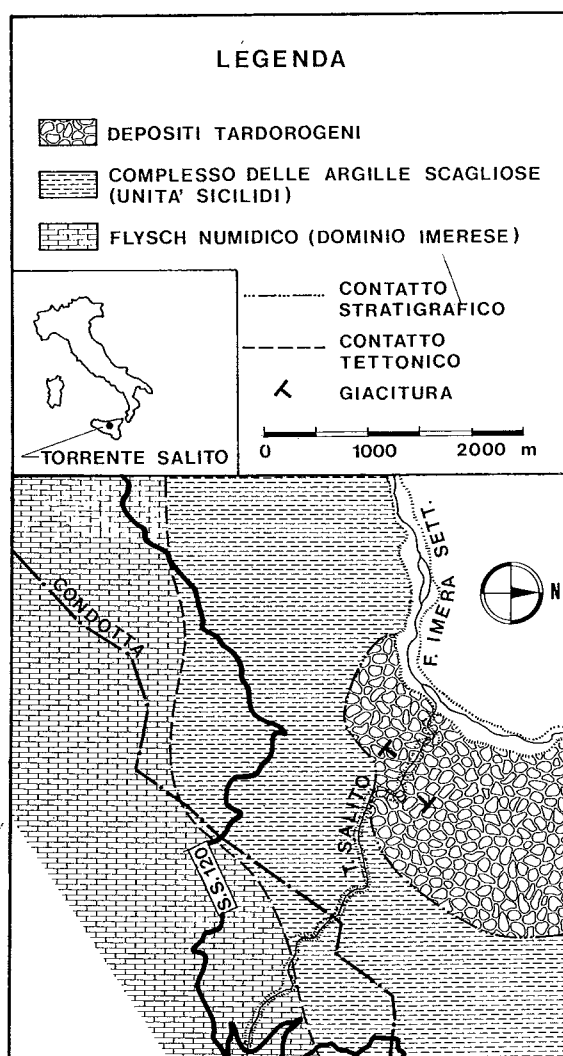 LEGENDA
DEPOSITI TARDOROGENI
COMPLESSO DELLE ARGILLE SCAGLIOSE
(UNITA' SICILIDI)
FLYSCH NUMIDICO (DOMINIO IMERESE)
CONTATTO
STRATIGRAFICO
CONTATTO
TETTONICO
GIACITURA
0 1000 2000 m
TORRENTE SALITO
CONDOTTA
F. IMERA SETT.
N
T. SALITO
S.S. 120